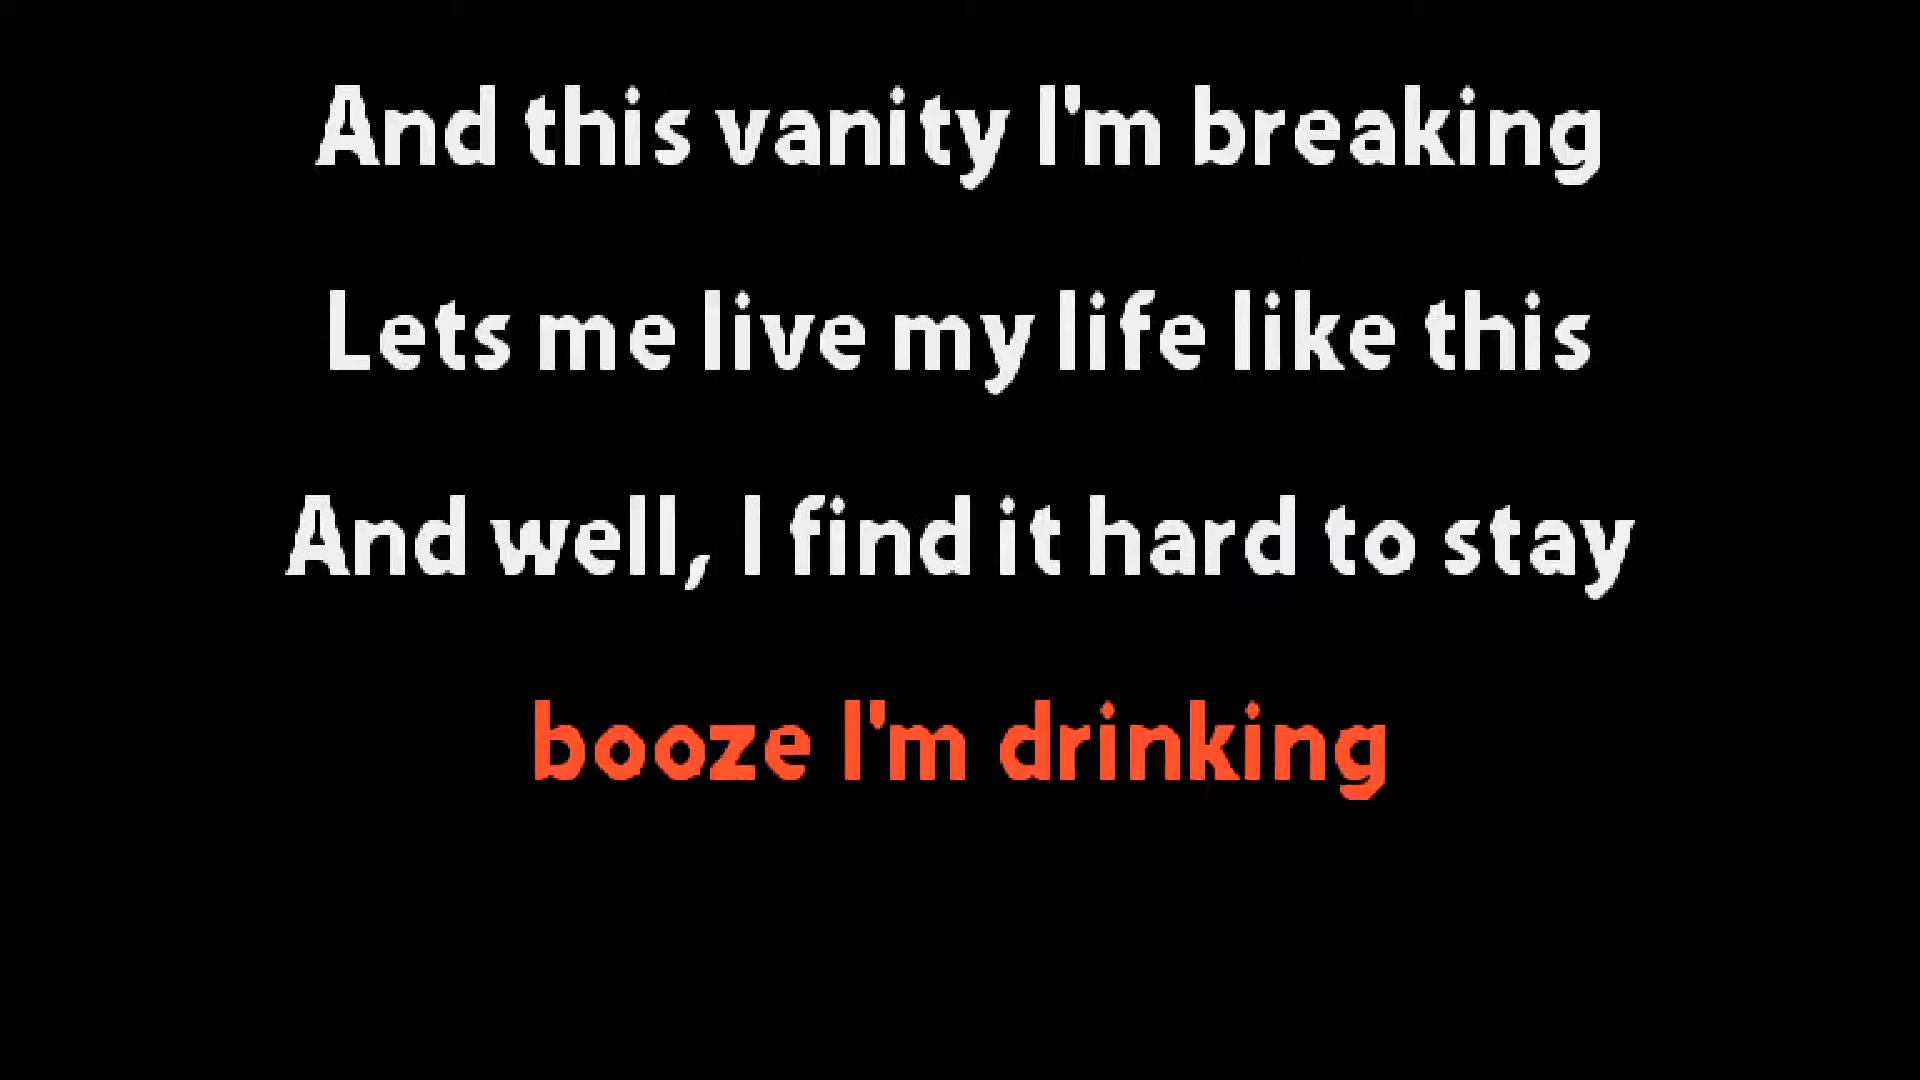 And this vanity I'm breaking
Lets me live my life like this
And well, I find it hard to stay
booze I'm drinking